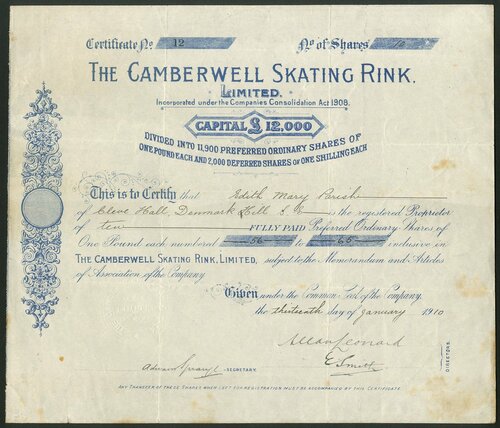 Certificate No 12 No of Shares 10
THE CAMBERWELL SKATING RINK.
LIMITED.
Incorporated under the Companies Consolidation Act 1908.
CAPITAL £ 12,000
DIVIDED INTO 11,900 PREFERRED ORDINARY SHARES OF
ONE POUND EACH AND 2,000 DEFERRED SHARES OF ONE SHILLING EACH
This is to Certify that Edith Mary Parish
of Cleve Hall, Denmark Hill S E the registered Proprietor
of ten FULLY PAID Preferred Ordinary Shares of
One Pound each numbered 56 to 65 inclusive in
THE CAMBERWELL SKATING RINK, LIMITED, subject to the Memorandum and Articles
of Association of the Company
Given under the Common Seal of the Company,
the thirteenth day of January 1910
Allan Leonard
E Smith
DIRECTORS.
SECRETARY.
ANY TRANSFER OF THESE SHARES WHEN LEFT FOR REGISTRATION MUST BE ACCOMPANIED BY THIS CERTIFICATE.